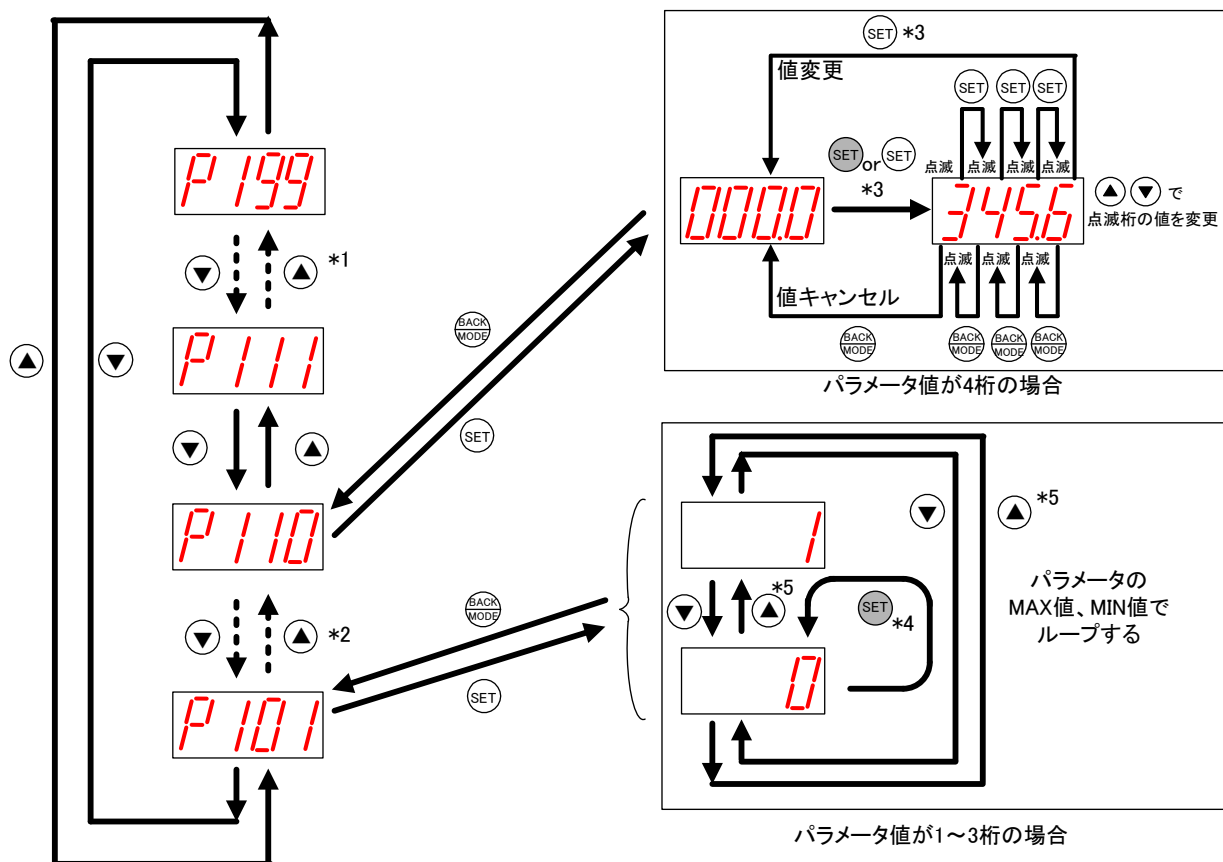 P199
▼
▲ *1
P111
▲
▼
▼
▲
P110
▼
▲ *2
P101
BACK
MODE
SET
BACK
MODE
SET
SET *3
値変更
SET SET SET
SET or SET
*3
点滅 点滅 点滅 点滅
000.0
345.6
▲ ▼ で
点滅桁の値を変更
点滅 点滅 点滅
値キャンセル
BACK
MODE
BACK
MODE
BACK
MODE
BACK
MODE
パラメータ値が4桁の場合
1
▼
▲ *5
▼
▲ *5
SET *4
0
パラメータの
MAX値、MIN値で
ループする
パラメータ値が1～3桁の場合